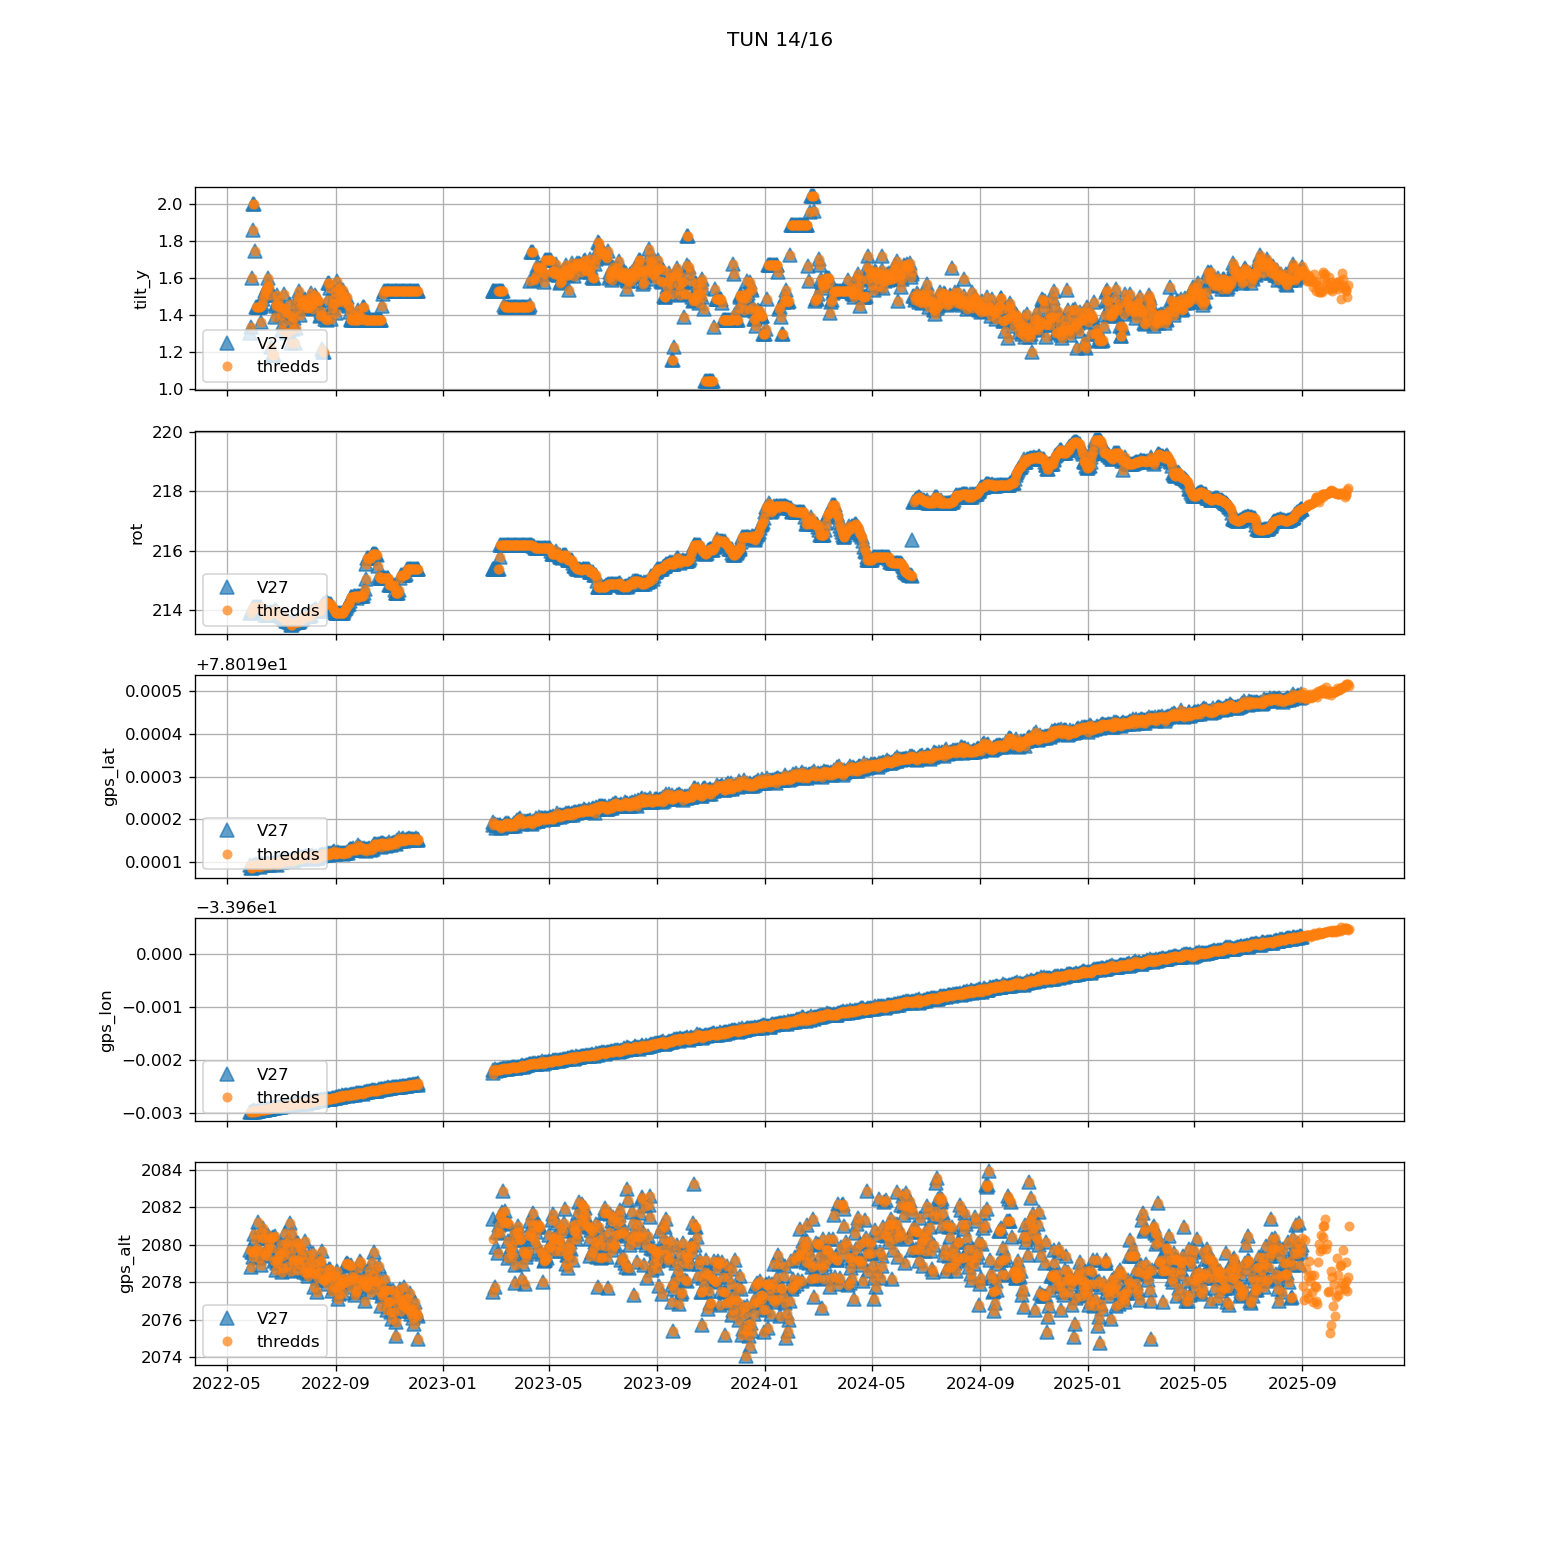 TUN 14/16
2.0
1.8
1.6
1.4
1.2
1.0
tilt_y
V27
thredds
220
218
216
214
rot
V27
thredds
+7.8019e1
0.0005
0.0004
0.0003
0.0002
0.0001
gps_lat
V27
thredds
−3.396e1
0.000
−0.001
−0.002
−0.003
gps_lon
V27
thredds
2084
2082
2080
2078
2076
2074
gps_alt
V27
thredds
2022-05 2022-09 2023-01 2023-05 2023-09 2024-01 2024-05 2024-09 2025-01 2025-05 2025-09